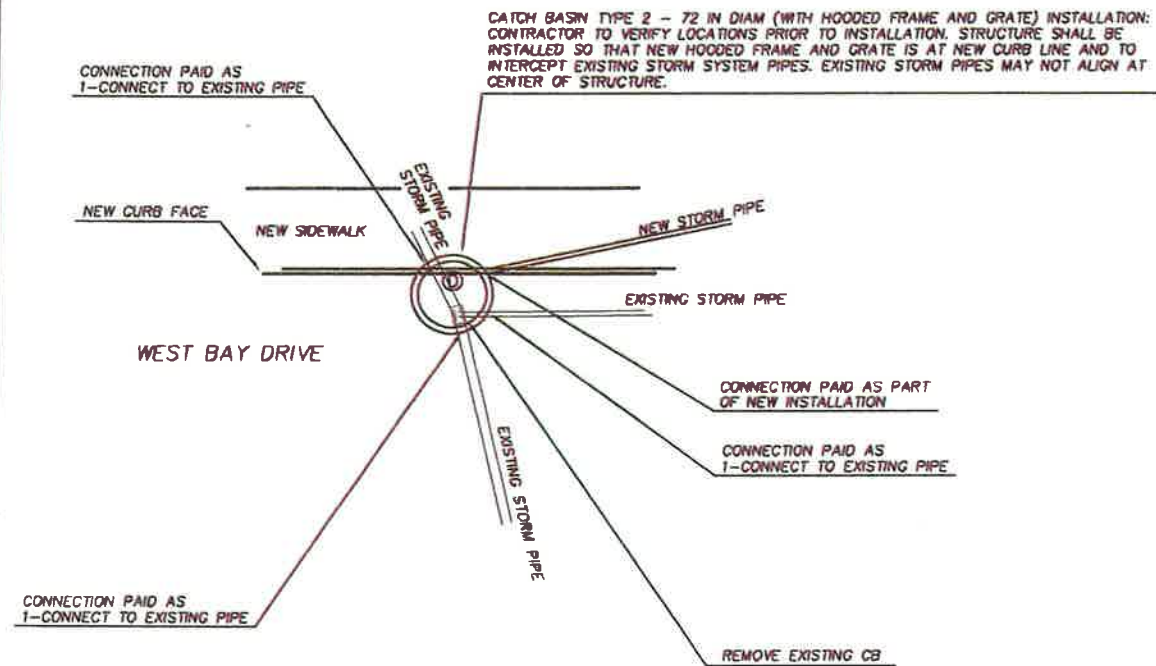 CATCH BASIN TYPE 2 - 72 IN DIAM (WITH HOODED FRAME AND GRATE) INSTALLATION:
CONTRACTOR TO VERIFY LOCATIONS PRIOR TO INSTALLATION. STRUCTURE SHALL BE
INSTALLED SO THAT NEW HOODED FRAME AND GRATE IS AT NEW CURB LINE AND TO
INTERCEPT EXISTING STORM SYSTEM PIPES. EXISTING STORM PIPES MAY NOT ALIGN AT
CENTER OF STRUCTURE.
CONNECTION PAID AS
1-CONNECT TO EXISTING PIPE
EXISTING
STORM PIPE
NEW CURB FACE
NEW SIDEWALK
NEW STORM PIPE
EXISTING STORM PIPE
WEST BAY DRIVE
CONNECTION PAID AS PART
OF NEW INSTALLATION
CONNECTION PAID AS
1-CONNECT TO EXISTING PIPE
EXISTING STORM PIPE
CONNECTION PAID AS
1-CONNECT TO EXISTING PIPE
REMOVE EXISTING CB